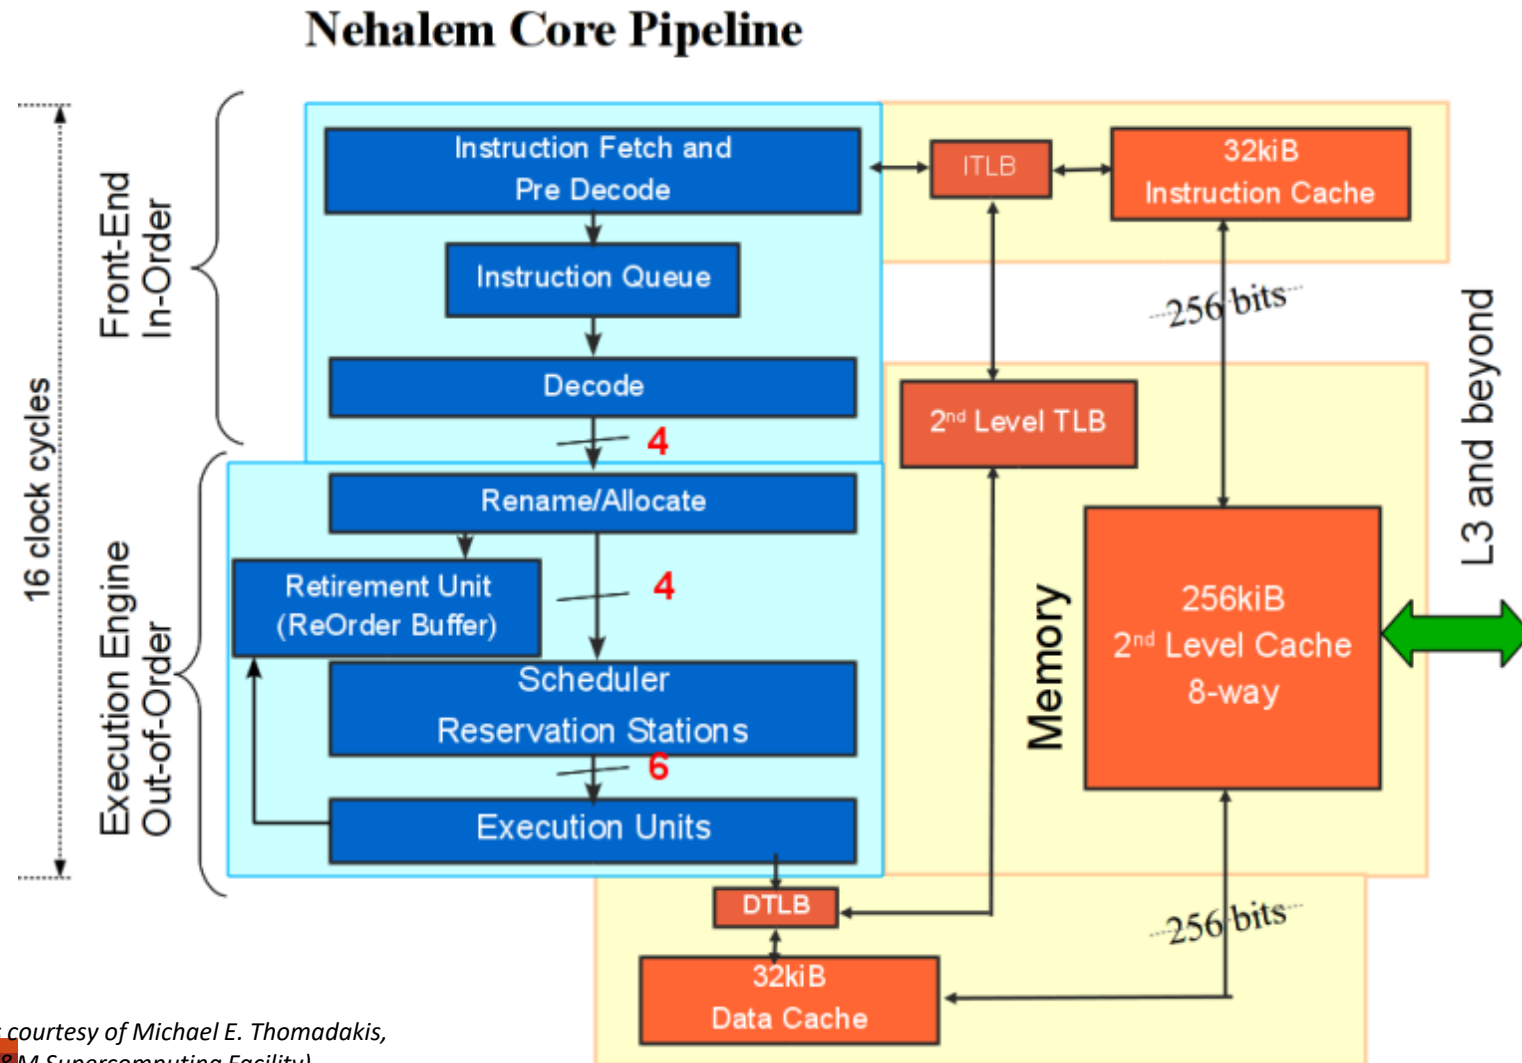 Nehalem Core Pipeline
Instruction Fetch and
Pre Decode
ITLB
32kiB
Instruction Cache
Front-End
In-Order
Instruction Queue
256 bits
Decode
4
2nd Level TLB
L3 and beyond
16 clock cycles
Rename/Allocate
Execution Engine
Out-of-Order
Retirement Unit
(ReOrder Buffer)
4
Memory
256kiB
2nd Level Cache
8-way
Scheduler
Reservation Stations
6
Execution Units
DTLB
256 bits
32kiB
Data Cache
courtesy of Michael E. Thomadakis,
M Supercomputing Facility)